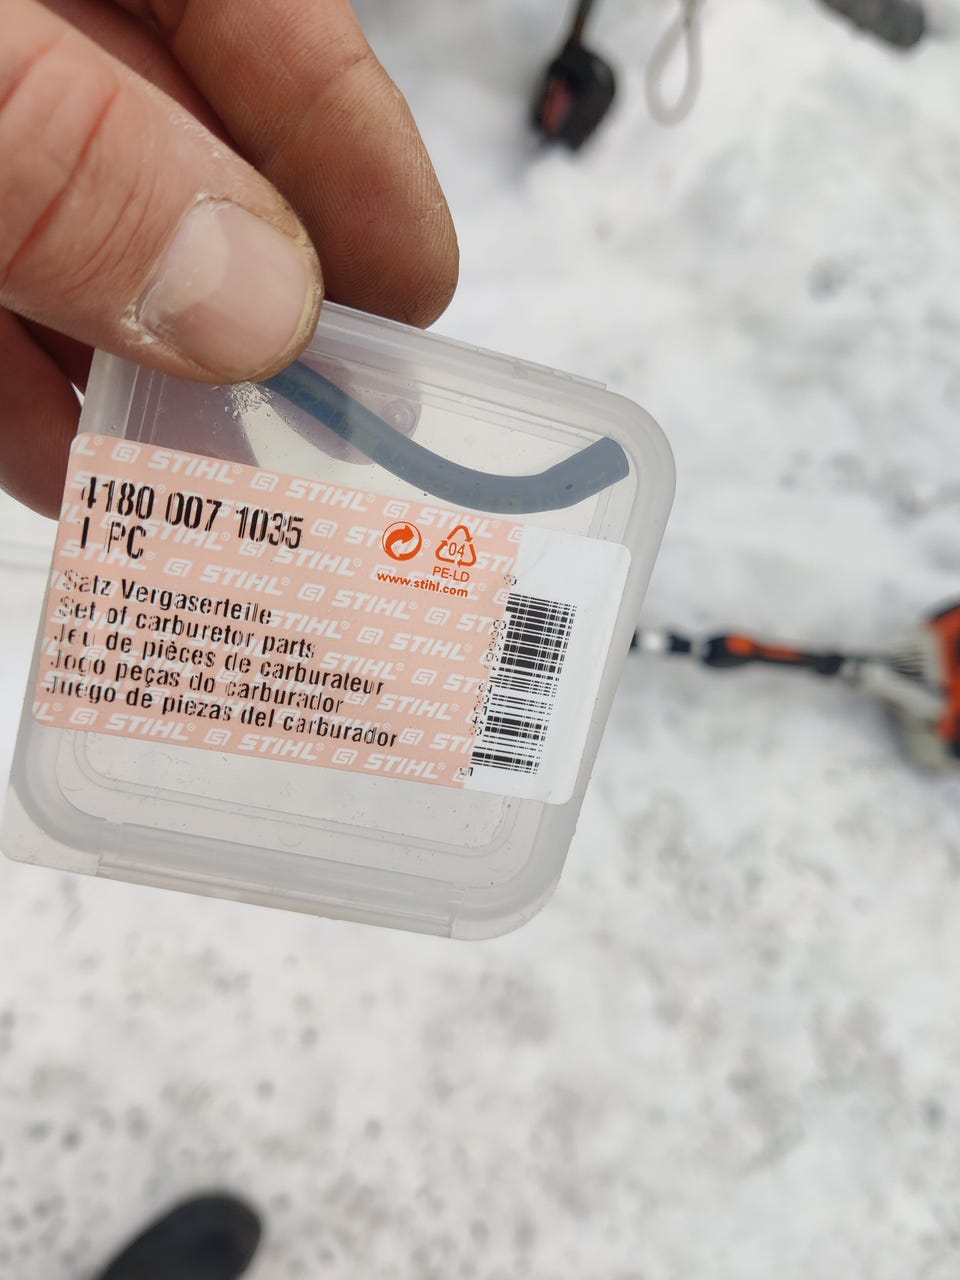 4180 007 1035
1 PC
Satz Vergaserteile
Set of carburetor parts
Jeu de pièces de carburateur
Jogo peças do carburador
Juego de piezas del carburador
04
PE-LD
www.stihl.com
STIHL®